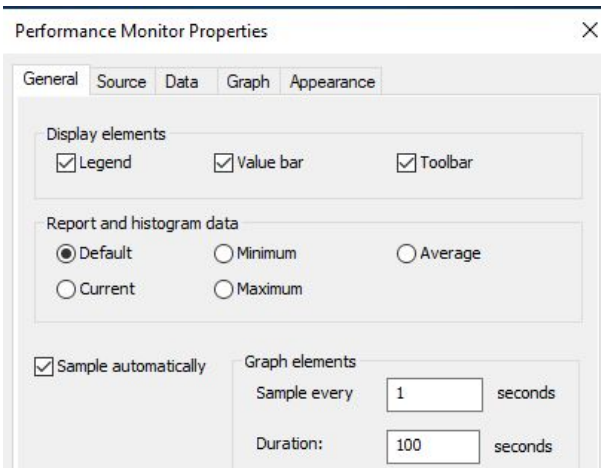 Performance Monitor Properties
General Source Data Graph Appearance
Display elements
Legend Value bar Toolbar
Report and histogram data
Default Minimum Average
Current Maximum
Sample automatically
Graph elements
Sample every 1 seconds
Duration: 100 seconds